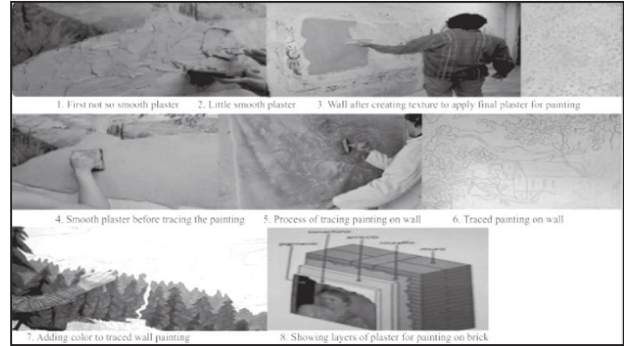 1. First not so smooth plaster 2. Little smooth plaster 3. Wall after creating texture to apply final plaster for painting
4. Smooth plaster before tracing the painting 5. Process of tracing painting on wall 6. Traced painting on wall
7. Adding color to traced wall painting 8. Showing layers of plaster for painting on brick